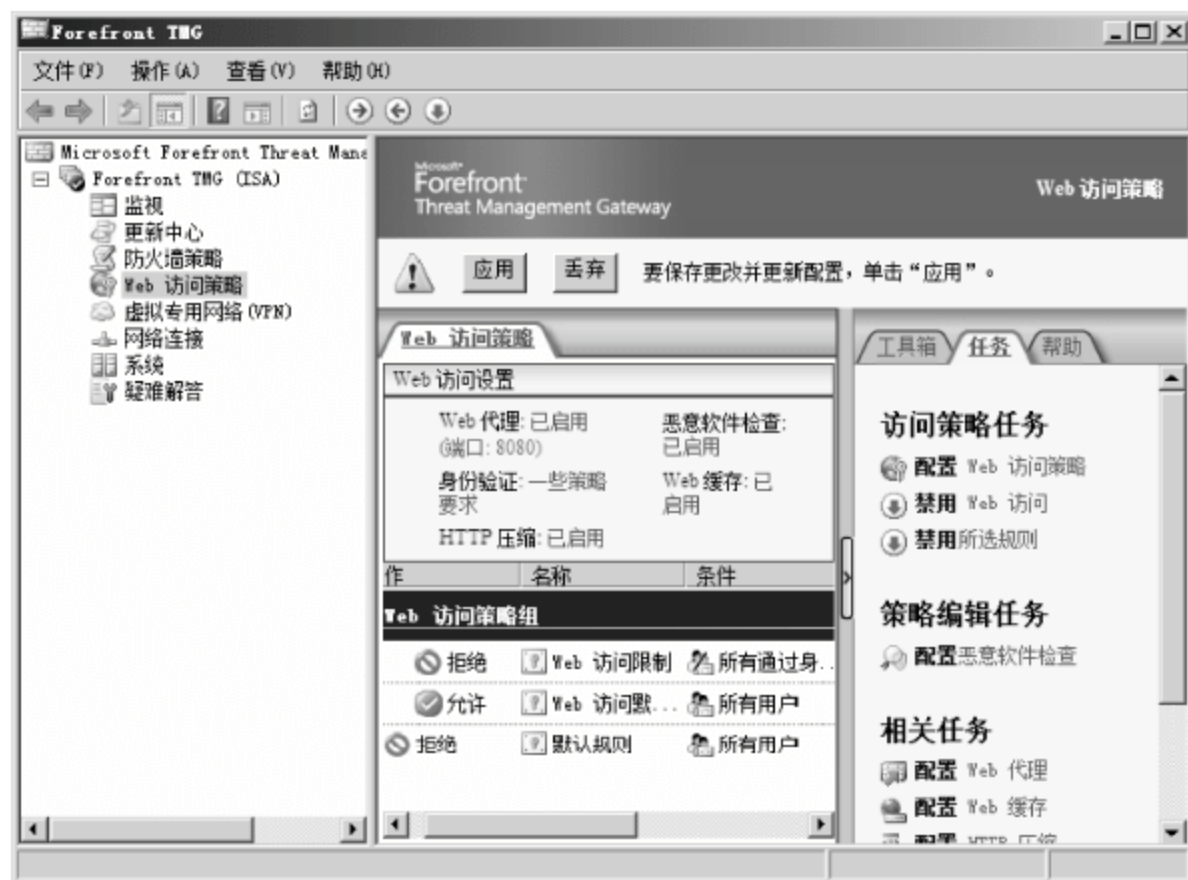 Forefront TMG
文件(F) 操作(A) 查看(V) 帮助(H)
Microsoft Forefront Threat Mana
Forefront TMG (ISA)
监视
更新中心
防火墙策略
Web 访问策略
虚拟专用网络(VPN)
网络连接
系统
疑难解答
Microsoft
Forefront
Threat Management Gateway
Web 访问策略
应用 丢弃 要保存更改并更新配置，单击“应用”。
Web 访问策略
Web 访问设置
Web 代理: 已启用
(端口: 8080)
恶意软件检查:
已启用
身份验证: 一些策略
要求
Web 缓存: 已
启用
HTTP 压缩: 已启用
作 名称 条件
Web 访问策略组
拒绝 Web 访问限制 所有通过身...
允许 Web 访问默... 所有用户
拒绝 默认规则 所有用户
工具箱 任务 帮助
访问策略任务
配置 Web 访问策略
禁用 Web 访问
禁用所选规则
策略编辑任务
配置恶意软件检查
相关任务
配置 Web 代理
配置 Web 缓存
配置 HTTP 压缩